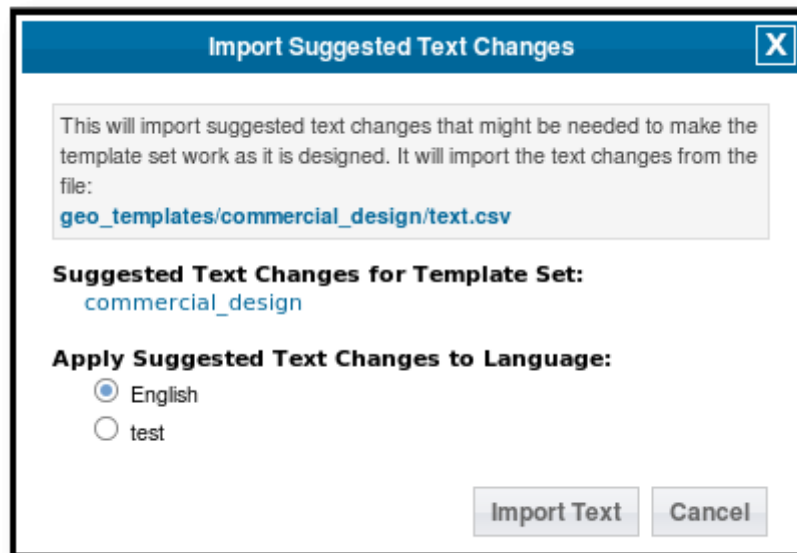 Import Suggested Text Changes
X
This will import suggested text changes that might be needed to make the
template set work as it is designed. It will import the text changes from the
file:
geo_templates/commercial_design/text.csv
Suggested Text Changes for Template Set:
commercial_design
Apply Suggested Text Changes to Language:
English
test
Import Text
Cancel